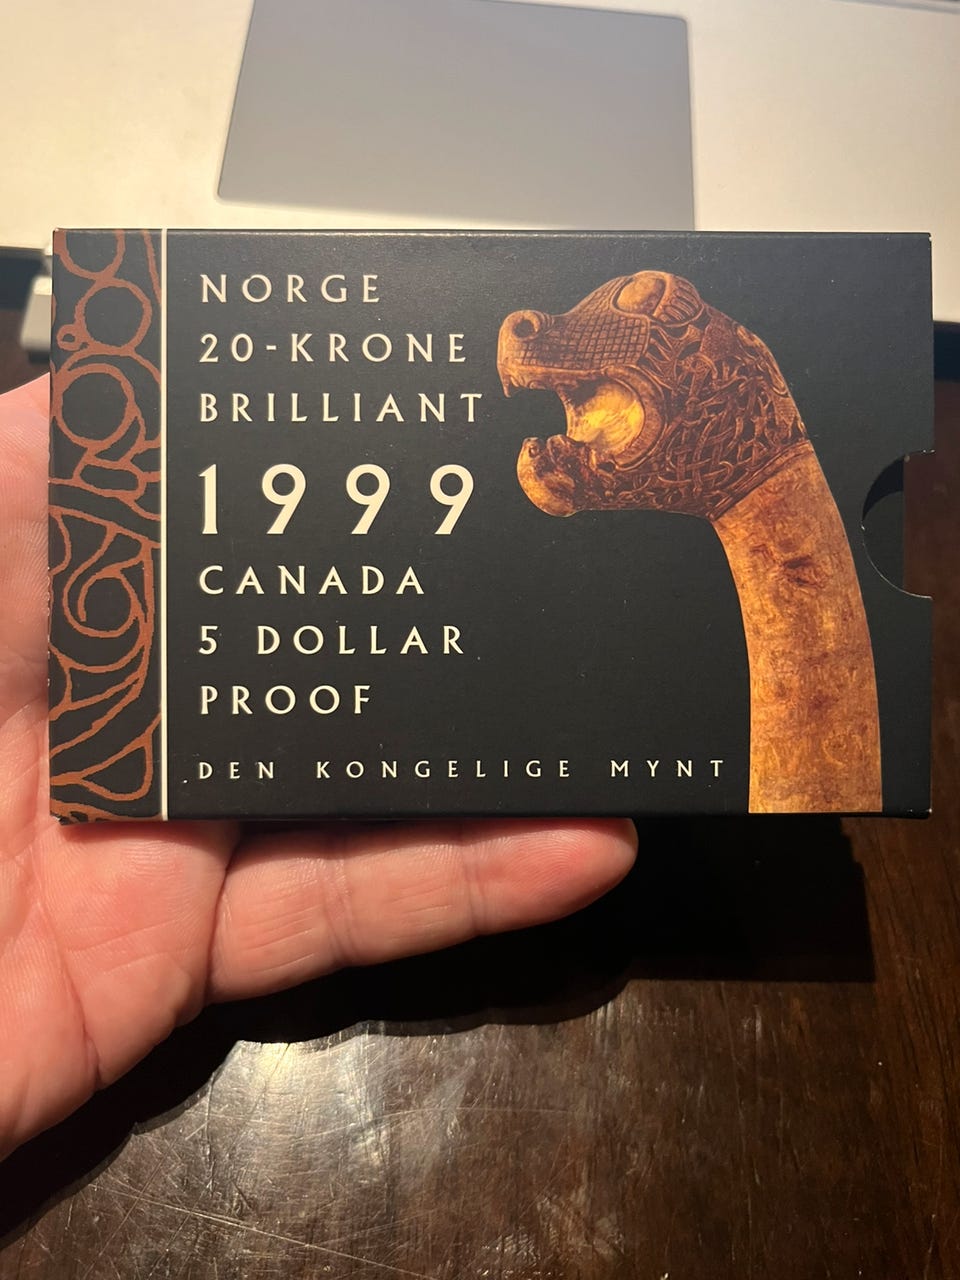 NORGE
20-KRONE
BRILLIANT
1999
CANADA
5 DOLLAR
PROOF
DEN KONGELIGE MYNT